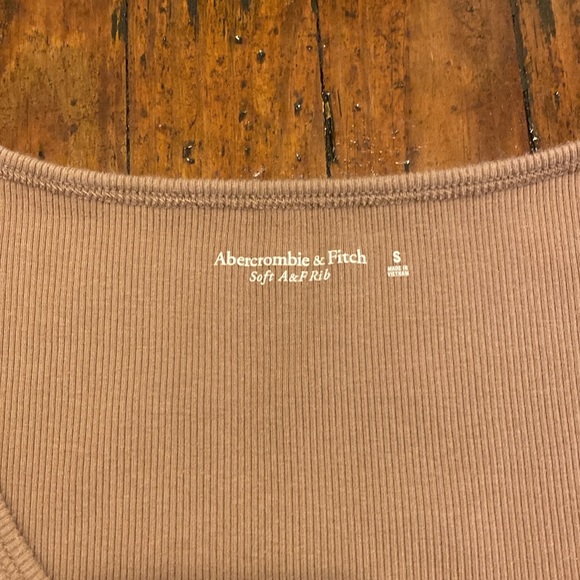 Abercrombie & Fitch
Soft A&F Rib
S
MADE IN
VIETNAM